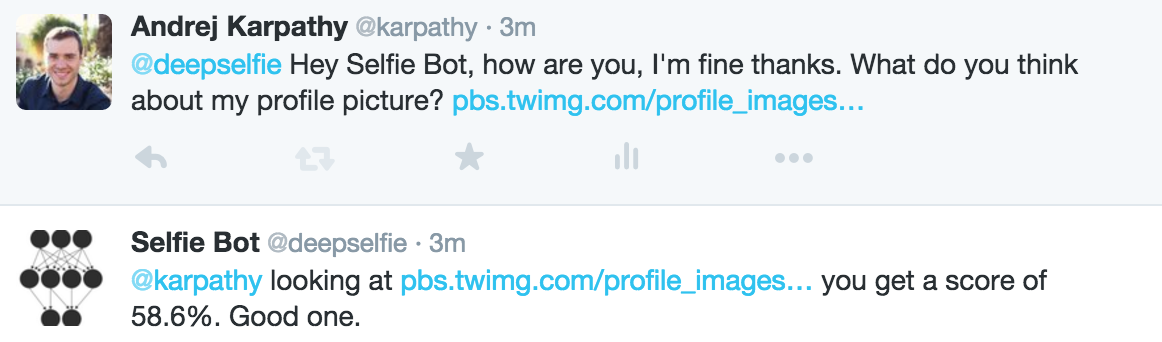 Andrej Karpathy @karpathy · 3m
@deepselfie Hey Selfie Bot, how are you, I'm fine thanks. What do you think
about my profile picture? pbs.twimg.com/profile_images…
Selfie Bot @deepselfie · 3m
@karpathy looking at pbs.twimg.com/profile_images… you get a score of
58.6%. Good one.